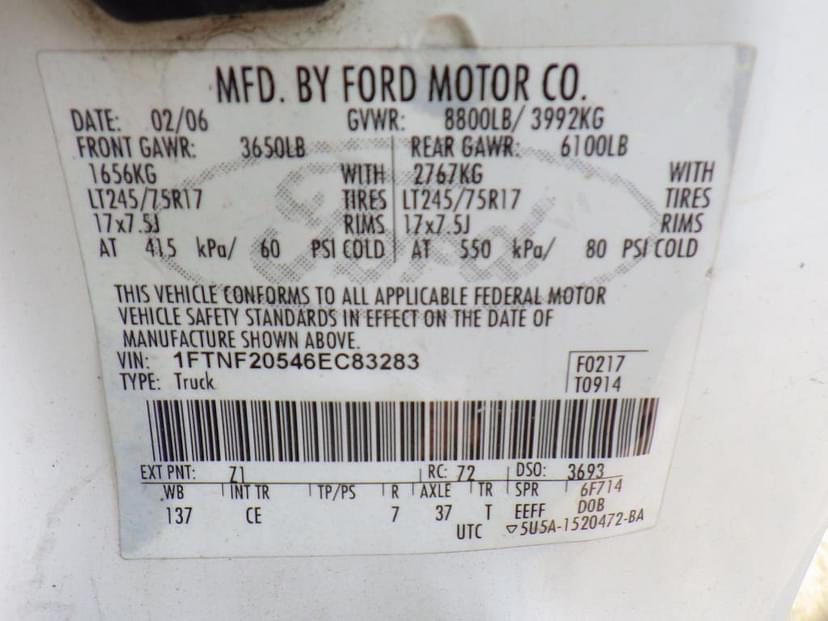 MFD. BY FORD MOTOR CO.
DATE: 02/06 GVWR: 8800LB/ 3992KG
FRONT GAWR: 3650LB REAR GAWR: 6100LB
1656KG WITH 2767KG WITH
LT245/75R17 TIRES LT245/75R17 TIRES
17x7.5J RIMS 17x7.5J RIMS
AT 415 kPa/ 60 PSI COLD AT 550 kPa/ 80 PSI COLD
THIS VEHICLE CONFORMS TO ALL APPLICABLE FEDERAL MOTOR
VEHICLE SAFETY STANDARDS IN EFFECT ON THE DATE OF
MANUFACTURE SHOWN ABOVE.
VIN: 1FTNF20546EC83283 F0217
TYPE: Truck T0914
EXT PNT: Z1 RC: 72 DSO: 3693
WB INT TR TP/PS R AXLE TR SPR 6F714
137 CE 7 37 T EEFF DOB
UTC ▽5U5A-1520472-BA